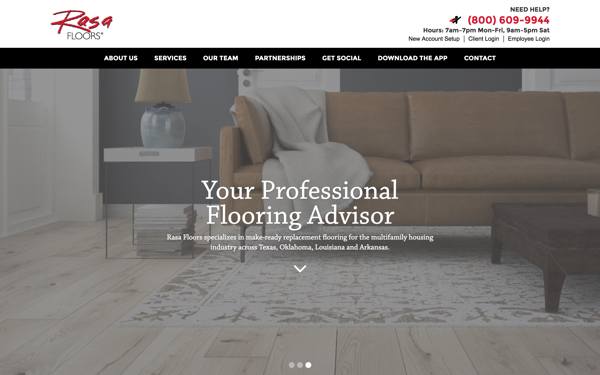 Rasa
FLOORS®
NEED HELP?
(800) 609-9944
Hours: 7am-7pm Mon-Fri, 9am-5pm Sat
New Account Setup | Client Login | Employee Login
ABOUT US SERVICES OUR TEAM PARTNERSHIPS GET SOCIAL DOWNLOAD THE APP CONTACT
Your Professional
Flooring Advisor
Rasa Floors specializes in make-ready replacement flooring for the multifamily housing
industry across Texas, Oklahoma, Louisiana and Arkansas.